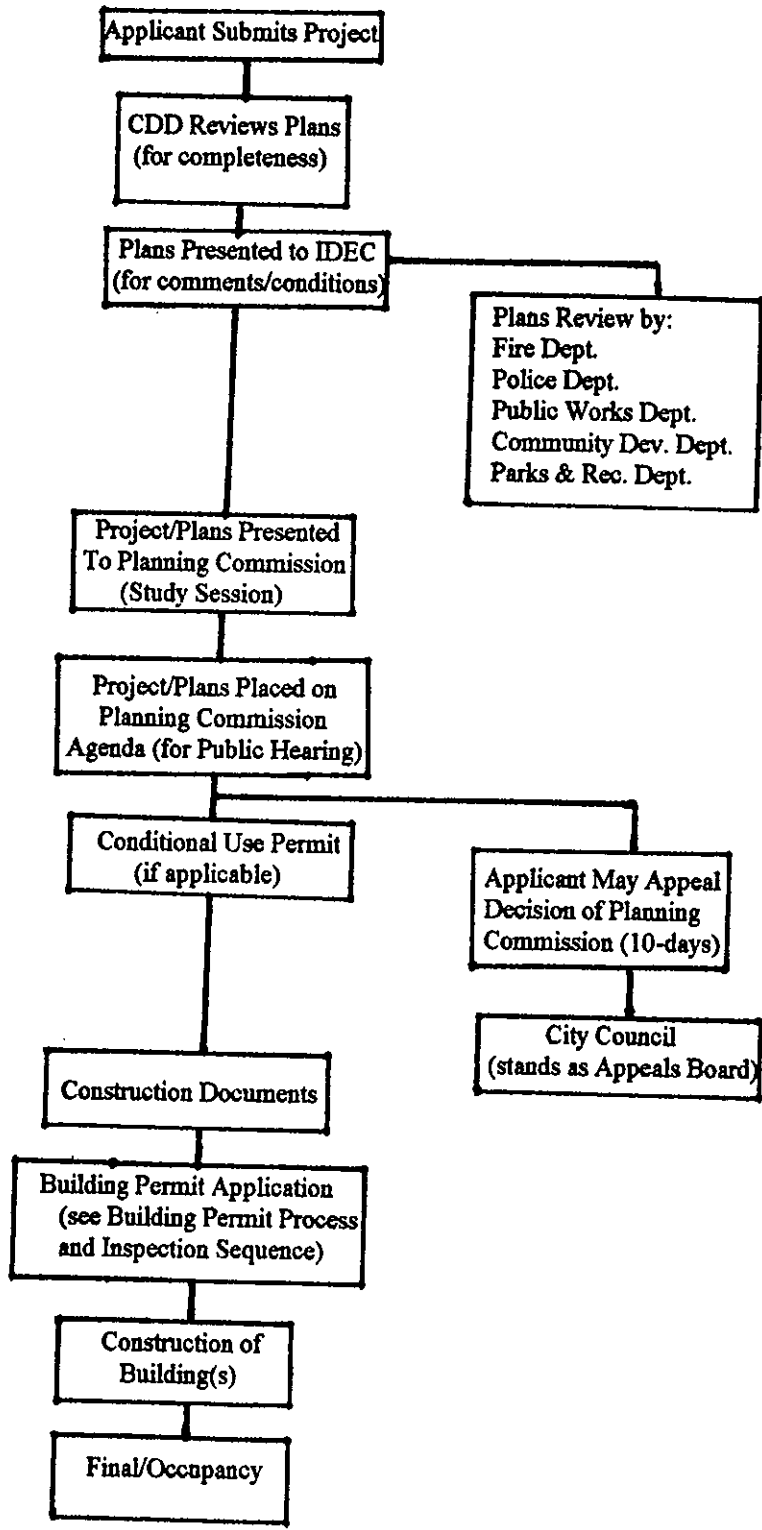 Applicant Submits Project
CDD Reviews Plans
(for completeness)
Plans Presented to IDEC
(for comments/conditions)
Plans Review by:
Fire Dept.
Police Dept.
Public Works Dept.
Community Dev. Dept.
Parks & Rec. Dept.
Project/Plans Presented
To Planning Commission
(Study Session)
Project/Plans Placed on
Planning Commission
Agenda (for Public Hearing)
Conditional Use Permit
(if applicable)
Applicant May Appeal
Decision of Planning
Commission (10-days)
City Council
(stands as Appeals Board)
Construction Documents
Building Permit Application
(see Building Permit Process
and Inspection Sequence)
Construction of
Building(s)
Final/Occupancy